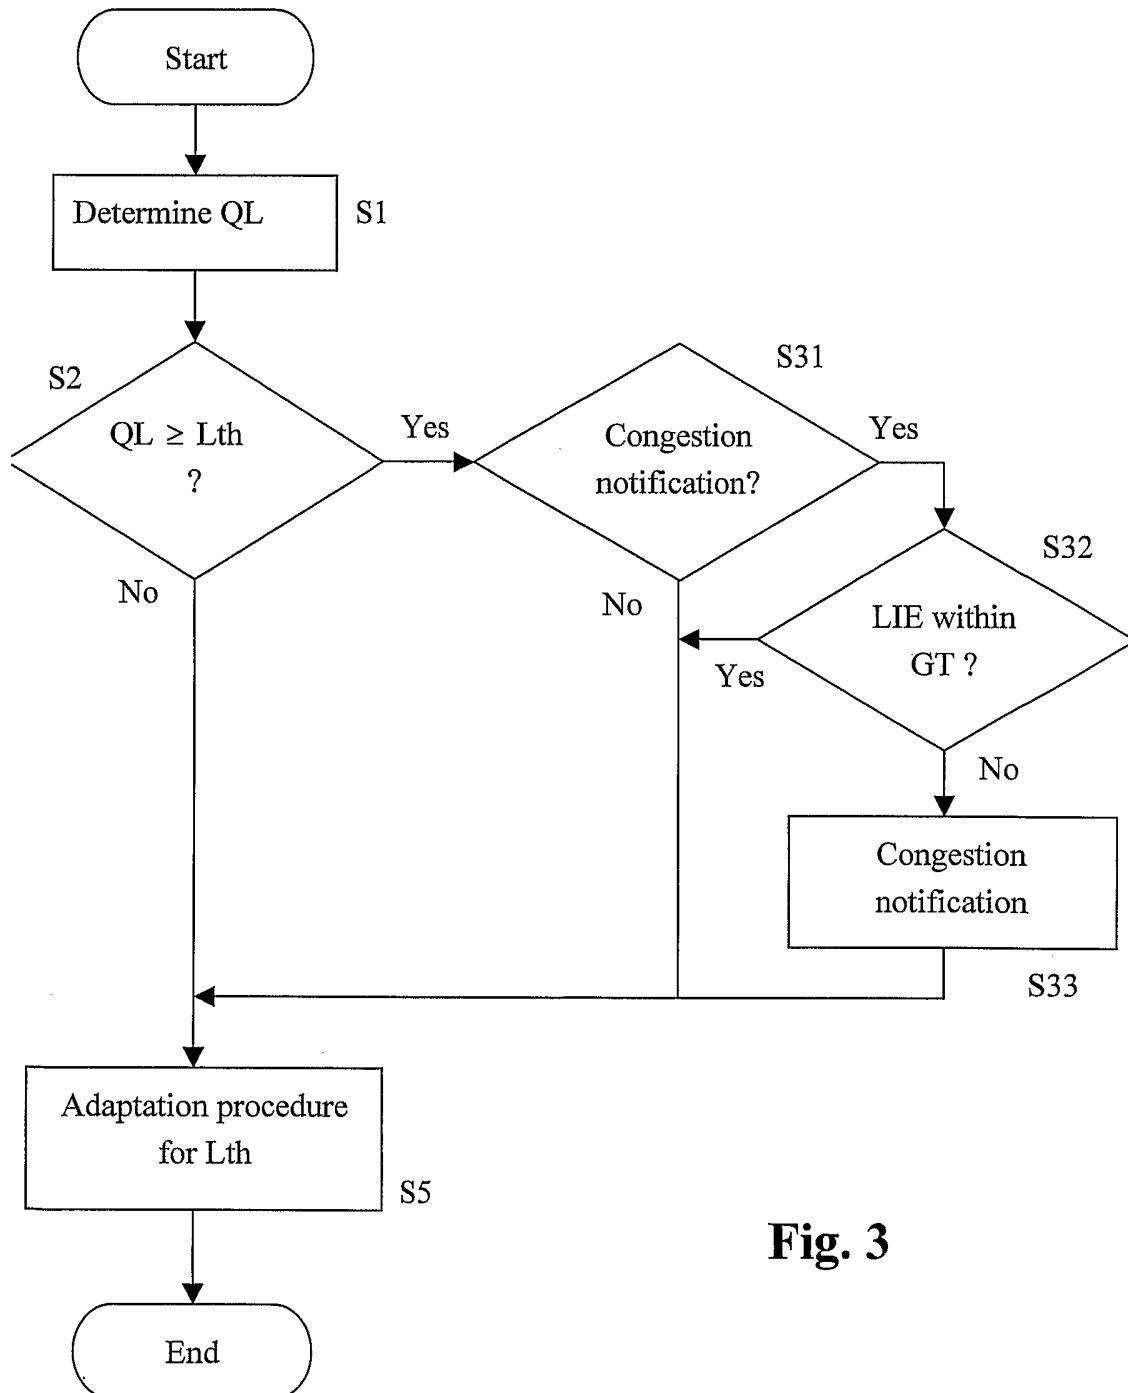 Start
Determine QL
S1
S2
QL ≥ Lth
?
Yes
No
S31
Congestion
notification?
Yes
No
S32
LIE within
GT ?
Yes
No
Congestion
notification
S33
Adaptation procedure
for Lth
S5
Fig. 3
End